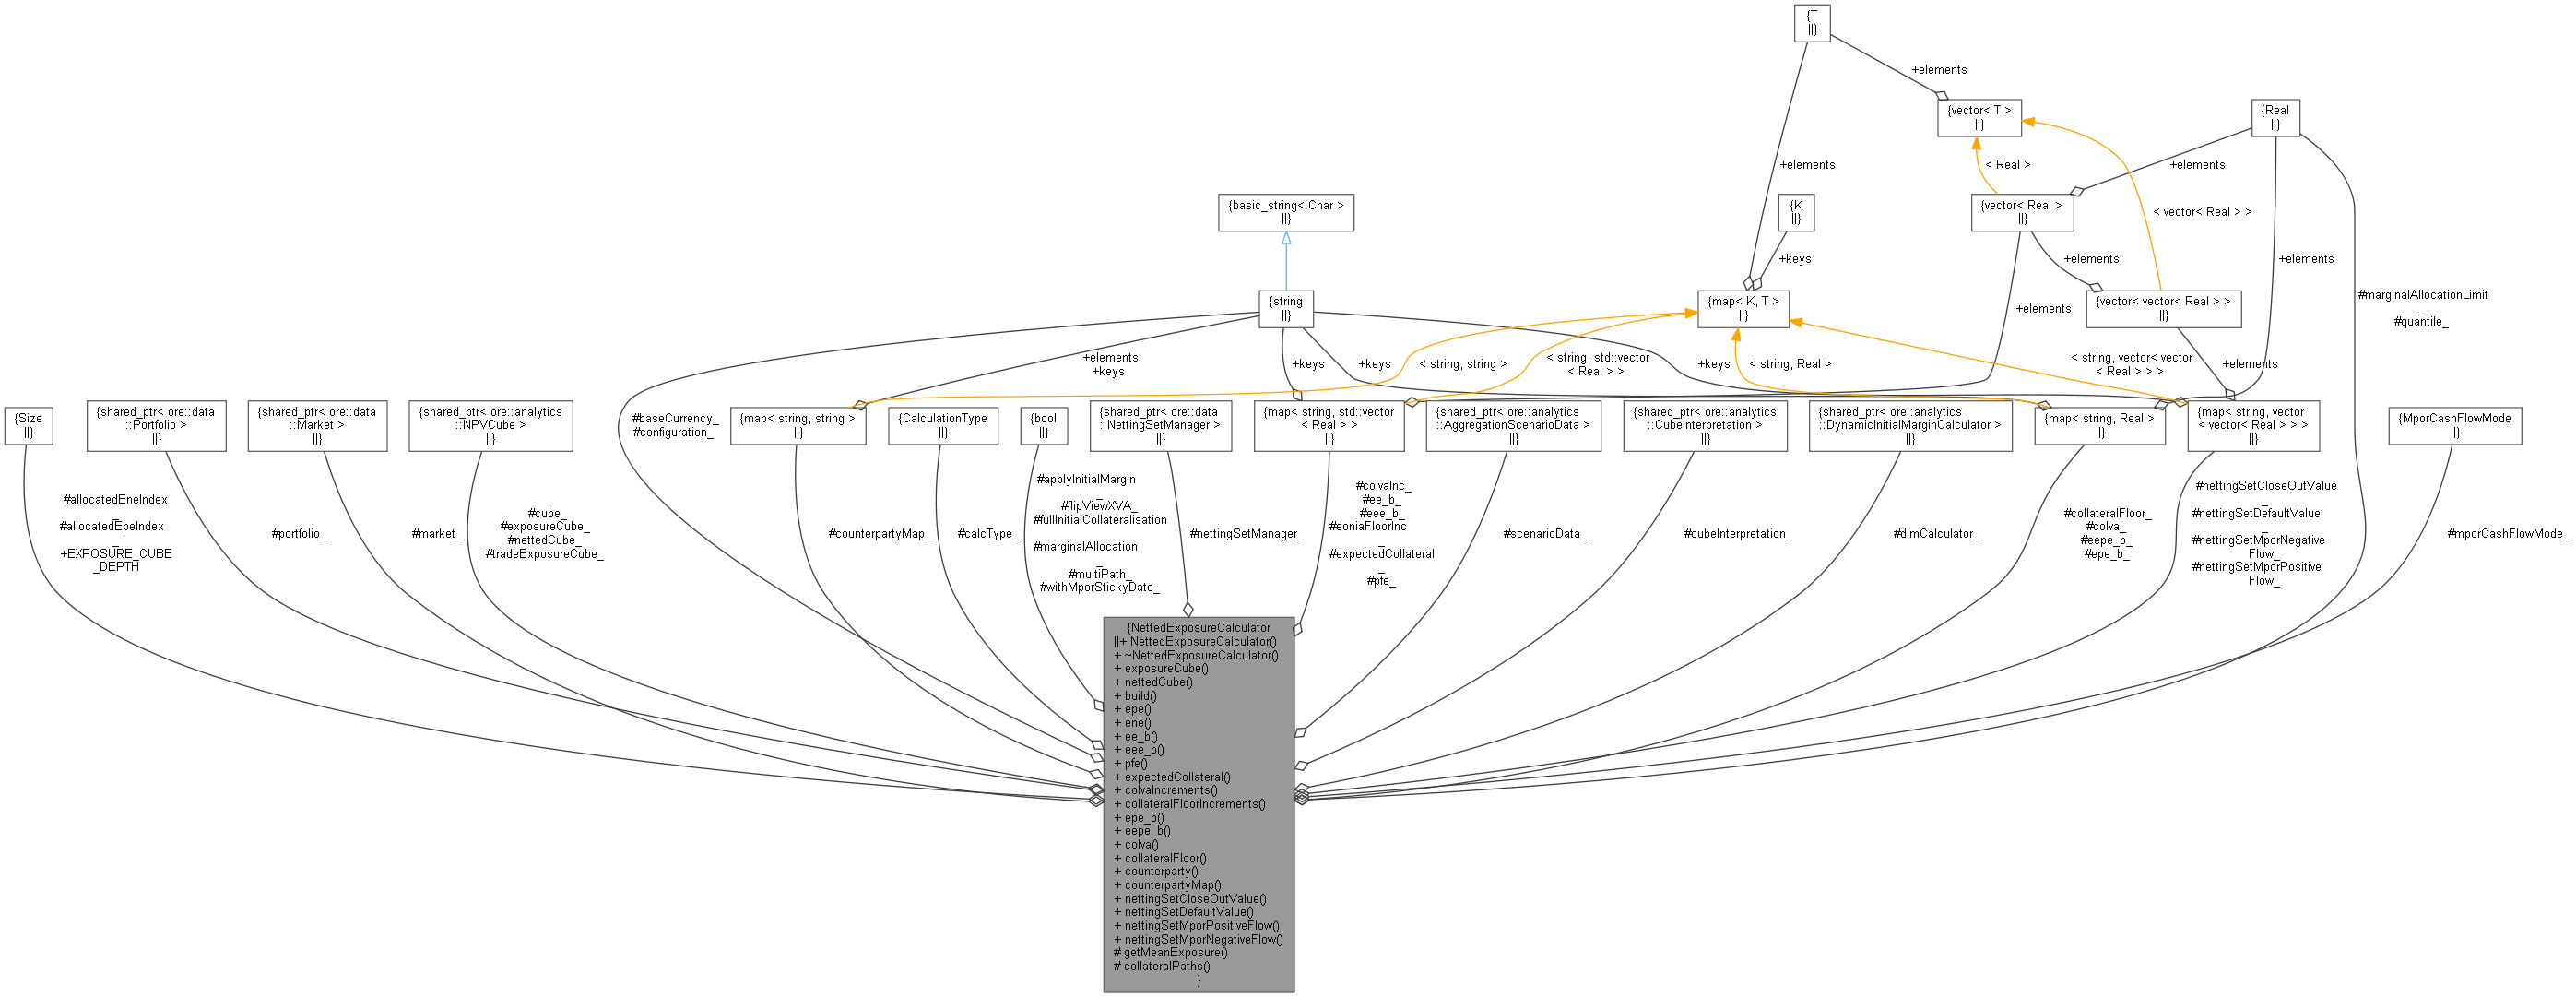 {T
||}
+elements
{vector< T >
||}
{Real
||}
+elements
< Real >
+elements
{basic_string< Char >
||}
{K
||}
{vector< Real >
||}
< vector< Real > >
+keys
+elements
+elements
{string
||}
{map< K, T >
||}
{vector< vector< Real > >
||}
+elements
#marginalAllocationLimit
_
#quantile_
+elements
+keys
+keys
+keys
< string, string >
< string, std::vector
< Real > >
+keys
< string, Real >
< string, vector< vector
< Real > > >
+elements
#baseCurrency_
#configuration_
{Size
||}
{shared_ptr< ore::data
::Portfolio >
||}
{shared_ptr< ore::data
::Market >
||}
{shared_ptr< ore::analytics
::NPVCube >
||}
{map< string, string >
||}
{CalculationType
||}
{bool
||}
{shared_ptr< ore::data
::NettingSetManager >
||}
{map< string, std::vector
< Real > >
||}
{shared_ptr< ore::analytics
::AggregationScenarioData >
||}
{shared_ptr< ore::analytics
::CubeInterpretation >
||}
{shared_ptr< ore::analytics
::DynamicInitialMarginCalculator >
||}
{map< string, Real >
||}
{map< string, vector
< vector< Real > > >
||}
{MporCashFlowMode
||}
#allocatedEneIndex
_
#allocatedEpeIndex
_
+EXPOSURE_CUBE
_DEPTH
#portfolio_
#market_
#cube_
#exposureCube_
#nettedCube_
#tradeExposureCube_
#counterpartyMap_
#calcType_
#applyInitialMargin
_
#flipViewXVA_
#fullInitialCollateralisation
_
#marginalAllocation
_
#multiPath_
#withMporStickyDate_
#nettingSetManager_
#colvaInc_
#ee_b_
#eee_b_
#eoniaFloorInc
_
#expectedCollateral
_
#pfe_
#scenarioData_
#cubeInterpretation_
#dimCalculator_
#collateralFloor_
#colva_
#eepe_b_
#epe_b_
#nettingSetCloseOutValue
_
#nettingSetDefaultValue
_
#nettingSetMporNegative
Flow_
#nettingSetMporPositive
Flow_
#mporCashFlowMode_
{NettedExposureCalculator
||+ NettedExposureCalculator()
+ ~NettedExposureCalculator()
+ exposureCube()
+ nettedCube()
+ build()
+ epe()
+ ene()
+ ee_b()
+ eee_b()
+ pfe()
+ expectedCollateral()
+ colvaIncrements()
+ collateralFloorIncrements()
+ epe_b()
+ eepe_b()
+ colva()
+ collateralFloor()
+ counterparty()
+ counterpartyMap()
+ nettingSetCloseOutValue()
+ nettingSetDefaultValue()
+ nettingSetMporPositiveFlow()
+ nettingSetMporNegativeFlow()
# getMeanExposure()
# collateralPaths()
}